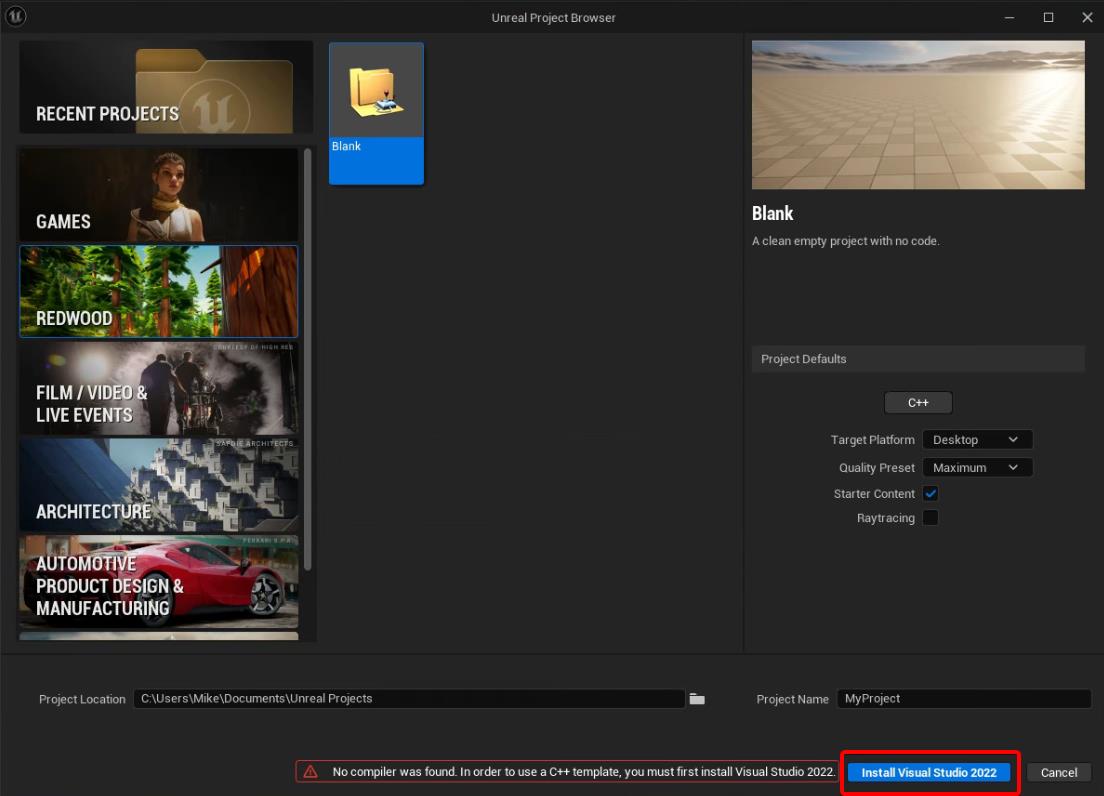 Unreal Project Browser
RECENT PROJECTS
GAMES
REDWOOD
COURTESY OF HIGH RES
FILM / VIDEO &
LIVE EVENTS
SAFDIE ARCHITECTS
ARCHITECTURE
FERRARI S.P.A.
AUTOMOTIVE
PRODUCT DESIGN &
MANUFACTURING
Blank
Blank
A clean empty project with no code.
Project Defaults
C++
Target Platform Desktop
Quality Preset Maximum
Starter Content
Raytracing
Project Location C:\Users\Mike\Documents\Unreal Projects
Project Name MyProject
No compiler was found. In order to use a C++ template, you must first install Visual Studio 2022.
Install Visual Studio 2022
Cancel